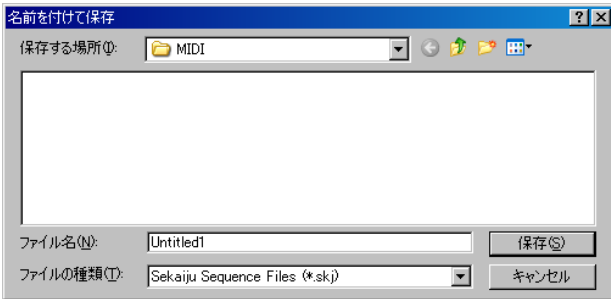 名前を付けて保存
保存する場所(I): MIDI
ファイル名(N): Untitled1 保存(S)
ファイルの種類(T): Sekaiju Sequence Files (*.skj) キャンセル